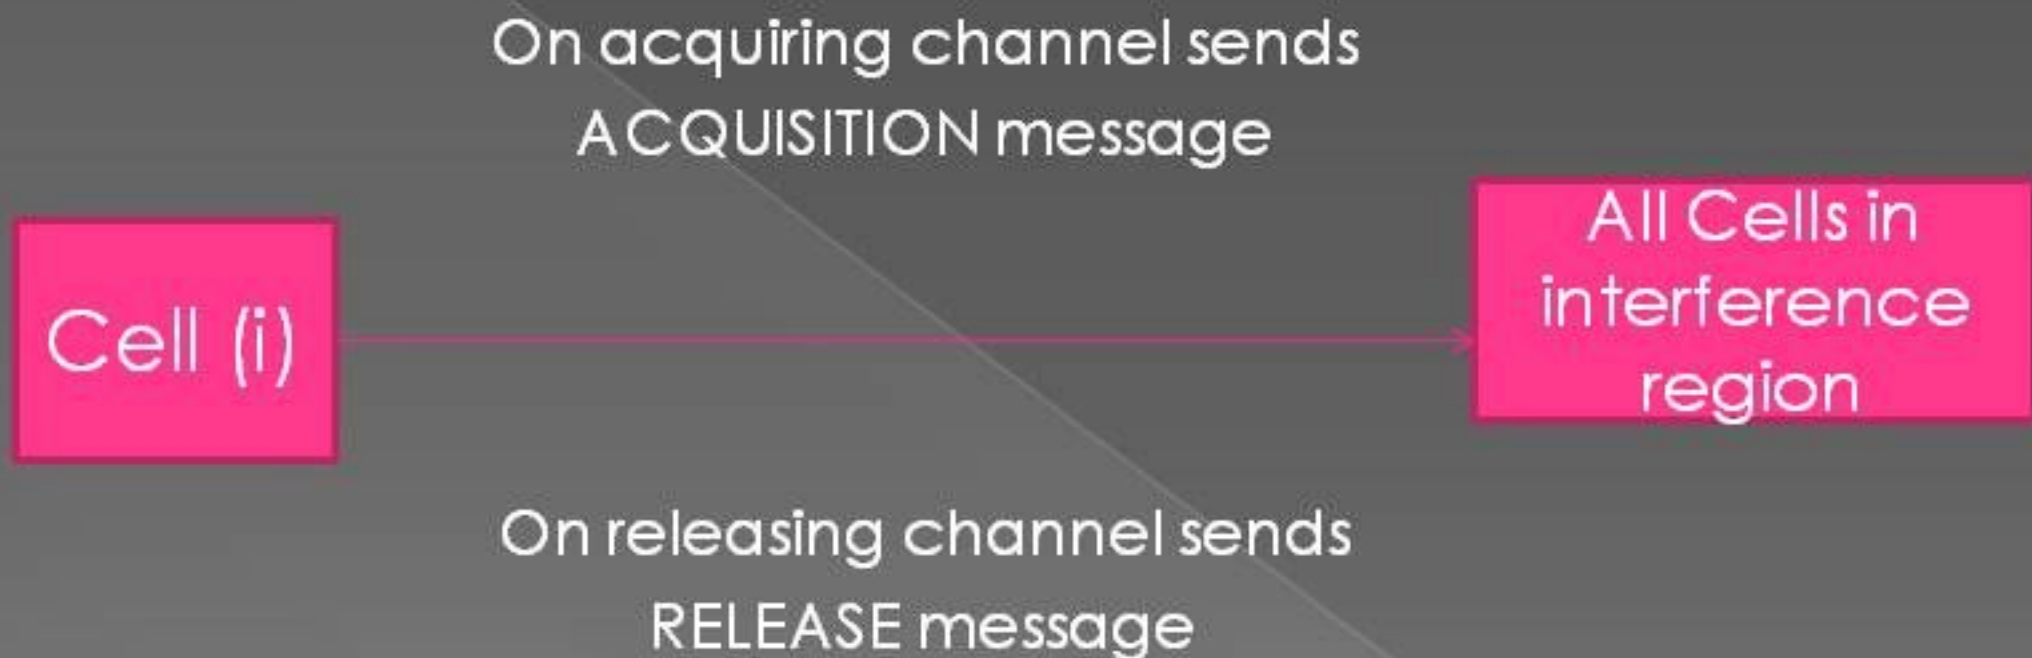 On acquiring channel sends
ACQUISITION message
Cell (i)
All Cells in
interference
region
On releasing channel sends
RELEASE message